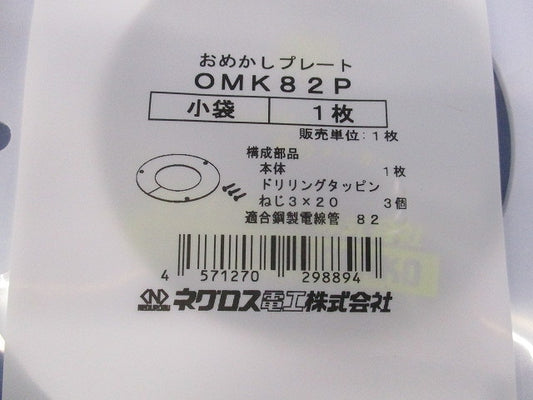 おめかしプレート
OMK82P
小袋 1枚
販売単位：1枚
構成部品
本体 1枚
ドリリングタッピン
ねじ3×20 3個
適合鋼製電線管 82
4 571270 298894
NEGUROSU ネグロス電工株式会社